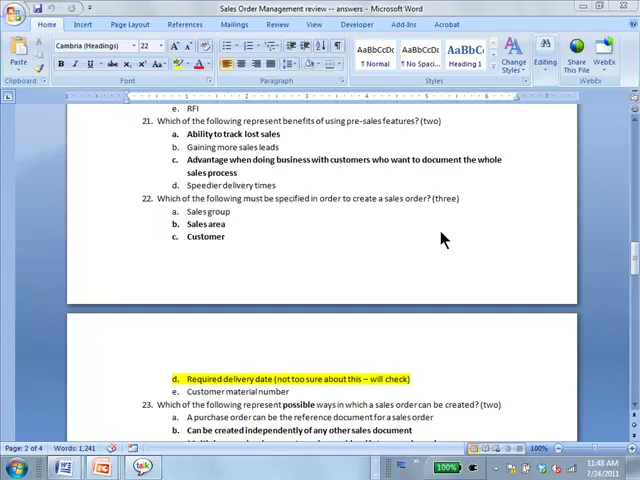 Sales Order Management review -- answers - Microsoft Word
Home Insert Page Layout References Mailings Review View Developer Add-Ins Acrobat
Cambria (Headings) 22
Paste
AaBbCcDc AaBbCcDc AaBbC
¶ Normal ¶ No Spaci... Heading 1
Change Styles
Editing
Share This File
WebEx
Clipboard Font Paragraph Styles WebEx
e. RFI
21. Which of the following represent benefits of using pre-sales features? (two)
a. Ability to track lost sales
b. Gaining more sales leads
c. Advantage when doing business with customers who want to document the whole
sales process
d. Speedier delivery times
22. Which of the following must be specified in order to create a sales order? (three)
a. Sales group
b. Sales area
c. Customer
d. Required delivery date (not too sure about this – will check)
e. Customer material number
23. Which of the following represent possible ways in which a sales order can be created? (two)
a. A purchase order can be the reference document for a sales order
b. Can be created independently of any other sales document
Page: 2 of 4 Words: 1,241 100%
talk 100% 11:48 AM
7/24/2011